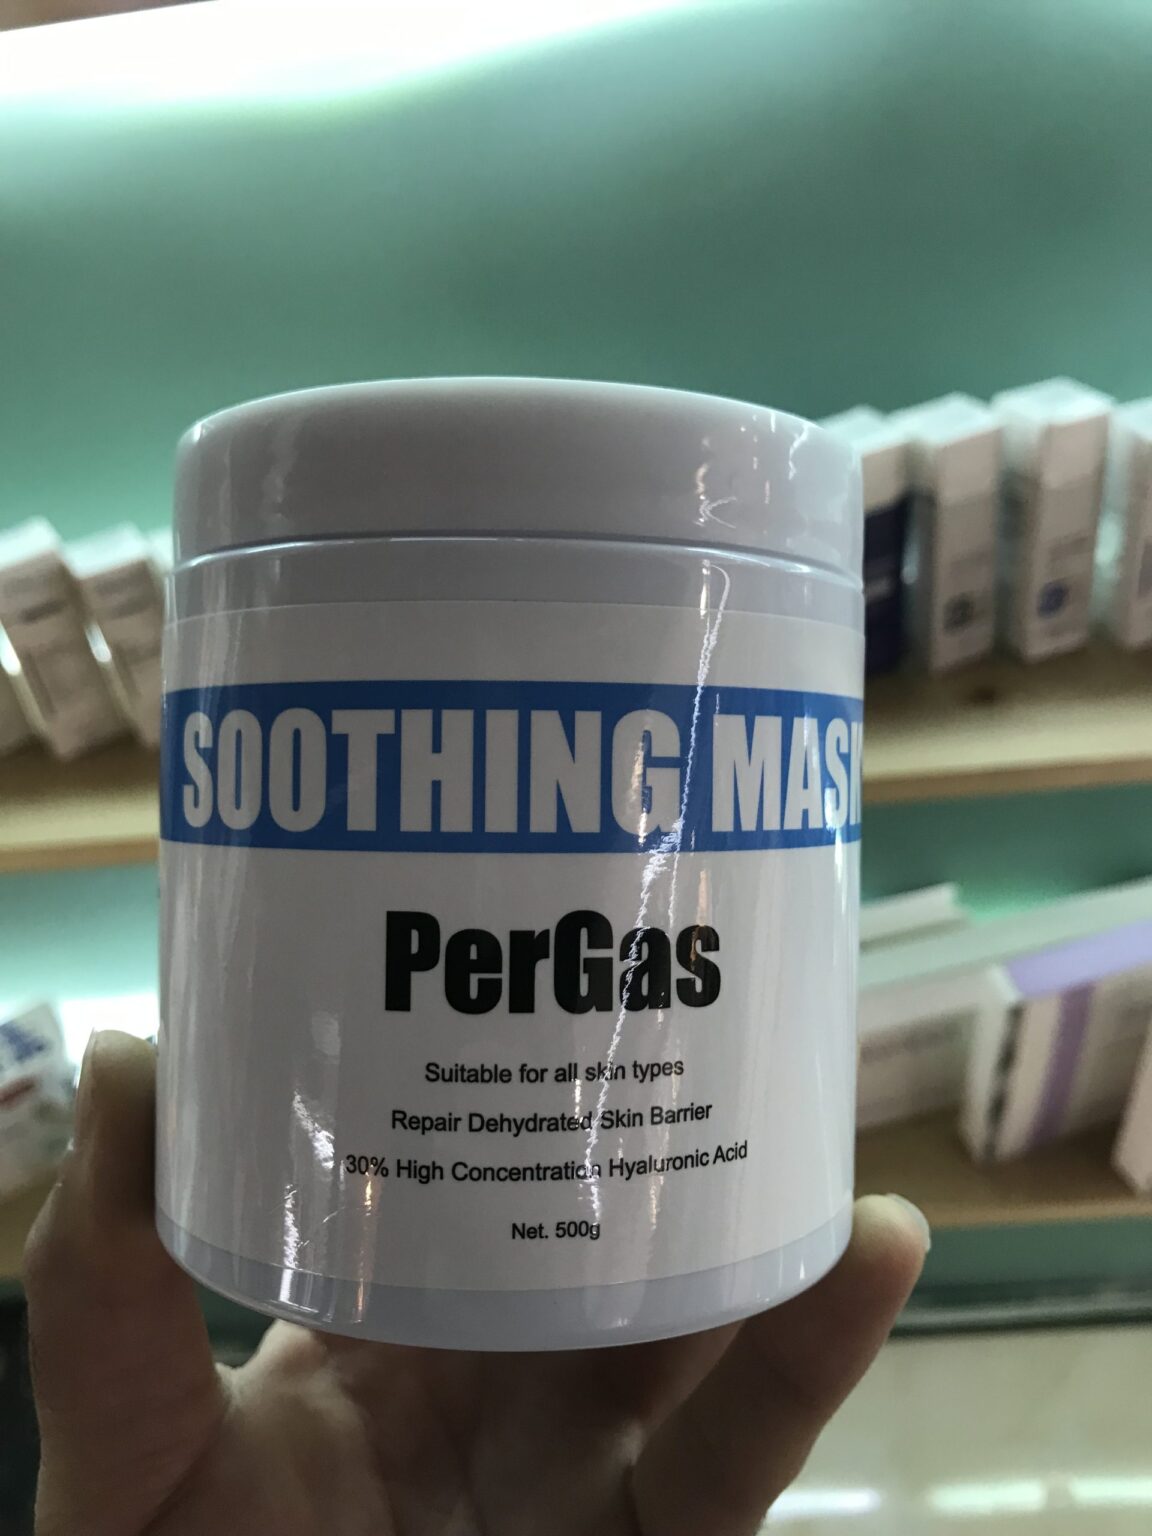 SOOTHING MASK
PerGas
Suitable for all skin types
Repair Dehydrated Skin Barrier
30% High Concentration Hyaluronic Acid
Net. 500g